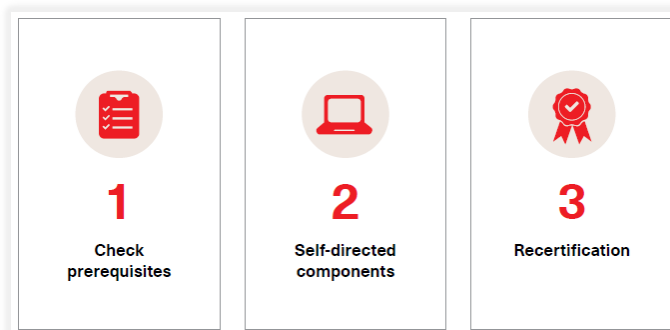 1
Check
prerequisites
2
Self-directed
components
3
Recertification